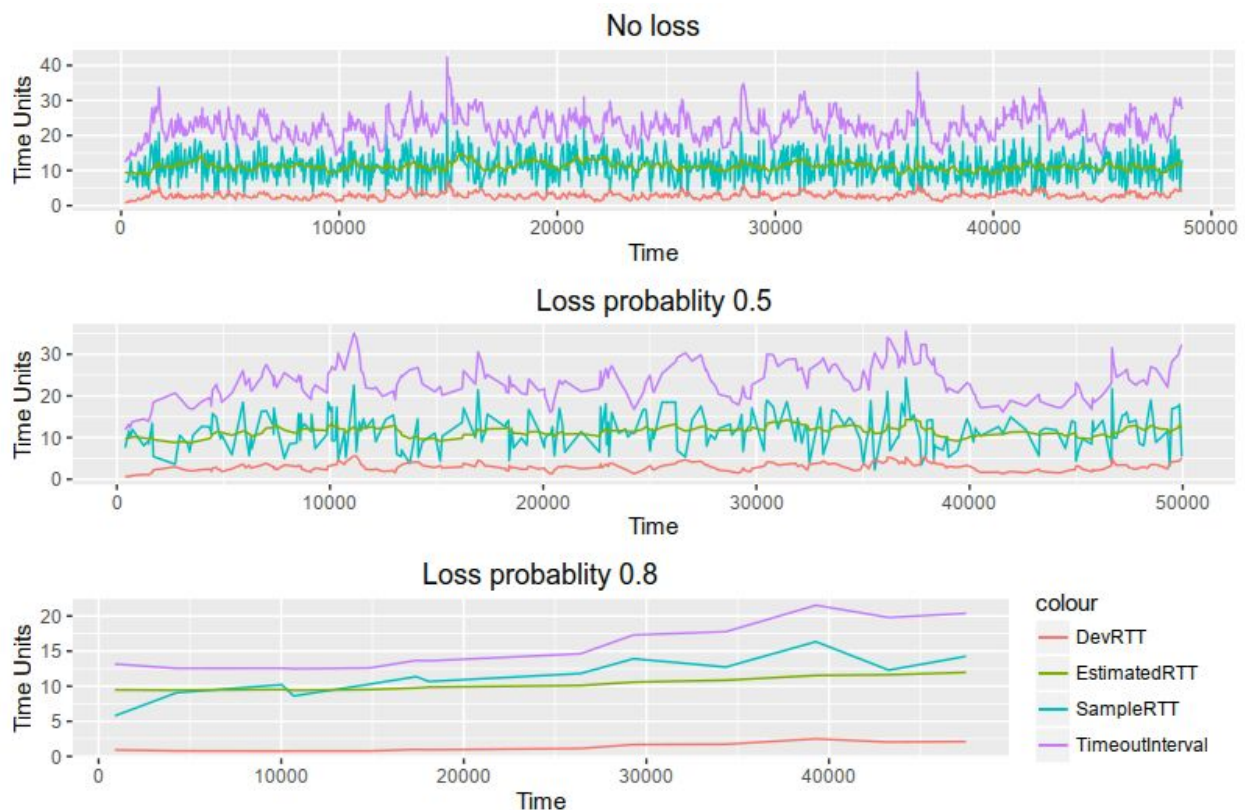 No loss
Time Units
40
30
20
10
0
0 10000 20000 30000 40000 50000
Time
Loss probablity 0.5
Time Units
30
20
10
0
0 10000 20000 30000 40000 50000
Time
Loss probablity 0.8
Time Units
20
15
10
5
0
0 10000 20000 30000 40000
Time
colour
DevRTT
EstimatedRTT
SampleRTT
TimeoutInterval